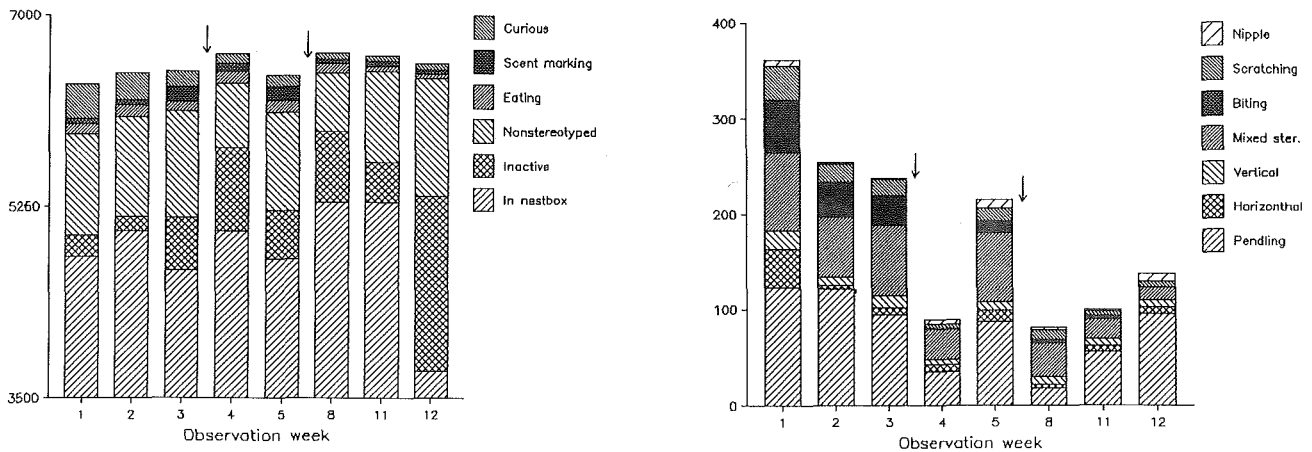 7000
5260
3500
1
2
3
4
5
8
11
12
Observation week
Curious
Scent marking
Eating
Nonstereotyped
Inactive
In nestbox
400
300
200
100
0
1
2
3
4
5
8
11
12
Observation week
Nipple
Scratching
Biting
Mixed ster.
Vertical
Horizonthal
Pendling